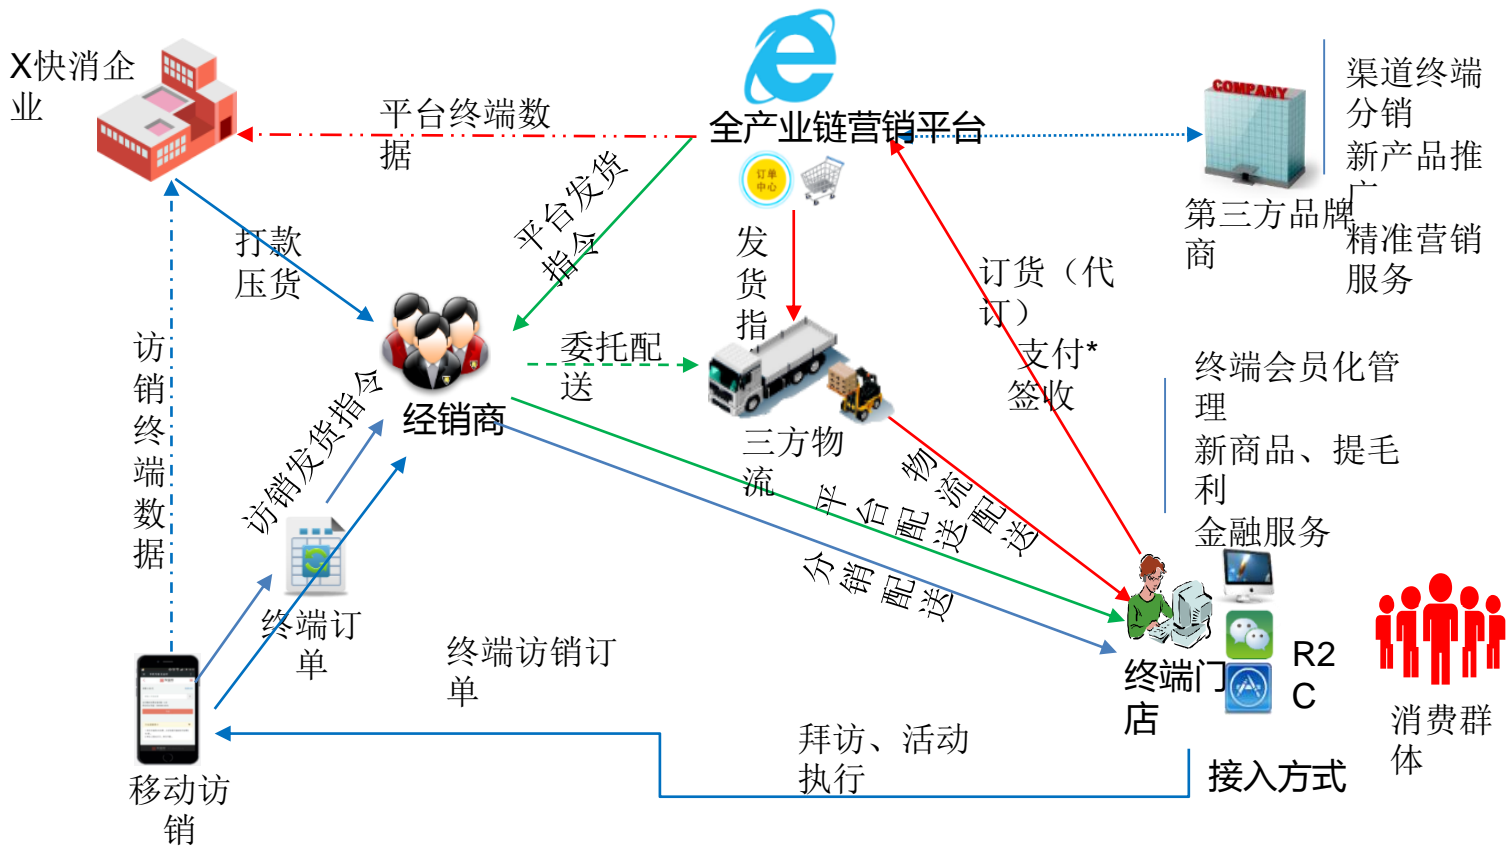 X快消企
业
平台终端数
据
全产业链营销平台
订单
中心
COMPANY
渠道终端
分销
新产品推
广
精准营销
服务
第三方品牌
商
平台发货
指令
打款
压货
发
货
指
订货（代
订）
支付*
签收
访
销
终
端
数
据
委托配
送
经销商
访销发货指令
三方物
流
物流配送
平台配送
分销配送
终端会员化管
理
新商品、提毛
利
金融服务
终端订
单
终端访销订
单
R2
C
终端门
店
消费群
体
拜访、活动
执行
接入方式
移动访
销